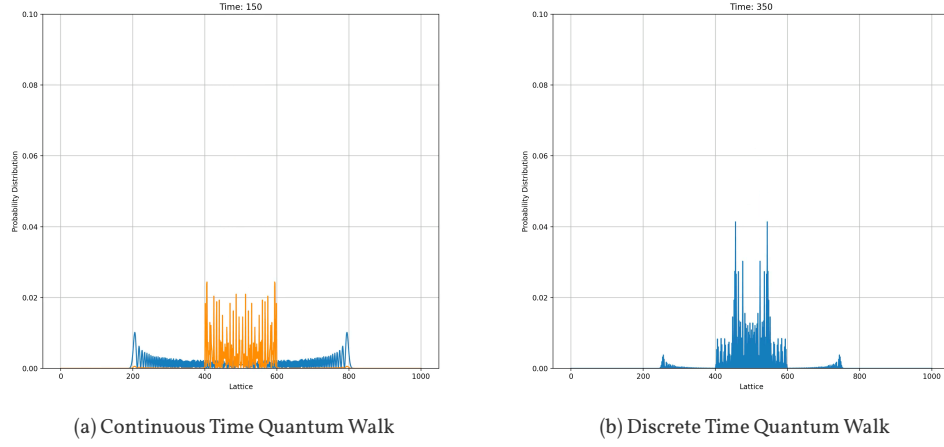 Time: 150
0.10
0.08
0.06
0.04
0.02
0.00
Probability Distribution
0 200 400 600 800 1000
Lattice
(a) Continuous Time Quantum Walk
Time: 350
0.10
0.08
0.06
0.04
0.02
0.00
Probability Distribution
0 200 400 600 800 1000
Lattice
(b) Discrete Time Quantum Walk